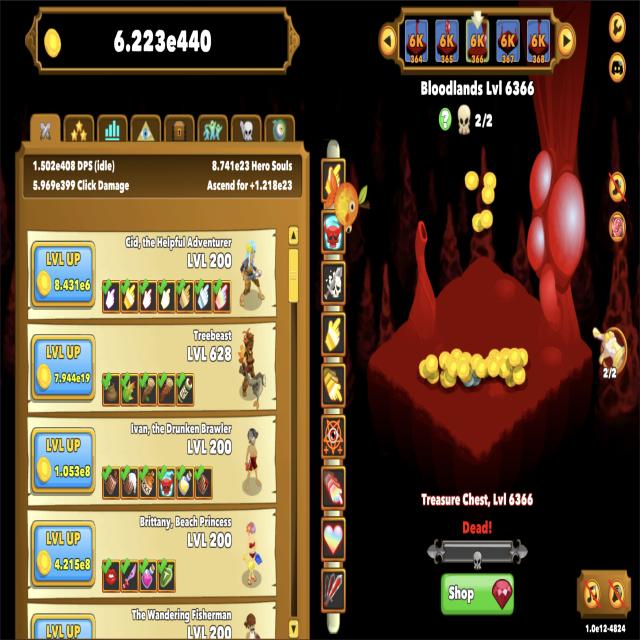 6.223e440
6K 6K 6K 6K 6K
364 365 366 367 368
Bloodlands Lvl 6366
2/2
1.502e408 DPS (idle)
8.741e23 Hero Souls
5.969e399 Click Damage
Ascend for +1.218e23
Cid, the Helpful Adventurer
LVL UP
LVL 200
8.431e6
Treebeast
LVL UP
LVL 628
7.944e19
2/2
Ivan, the Drunken Brawler
LVL UP
LVL 200
1.053e8
Treasure Chest, Lvl 6366
Dead!
Brittany, Beach Princess
LVL UP
LVL 200
4.215e8
Shop
The Wandering Fisherman
LVL UP
LVL 200
1.0e12-4824